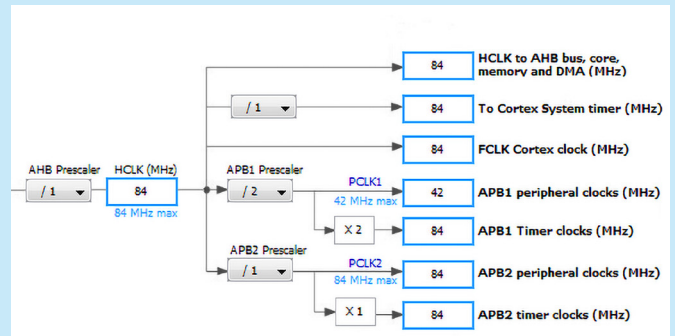 84
HCLK to AHB bus, core,
memory and DMA (MHz)
/ 1
84
To Cortex System timer (MHz)
84
FCLK Cortex clock (MHz)
AHB Prescaler
HCLK (MHz)
APB1 Prescaler
/ 1
84
84 MHz max
/ 2
PCLK1
42 MHz max
42
APB1 peripheral clocks (MHz)
X 2
84
APB1 Timer clocks (MHz)
APB2 Prescaler
/ 1
PCLK2
84 MHz max
84
APB2 peripheral clocks (MHz)
X 1
84
APB2 timer clocks (MHz)